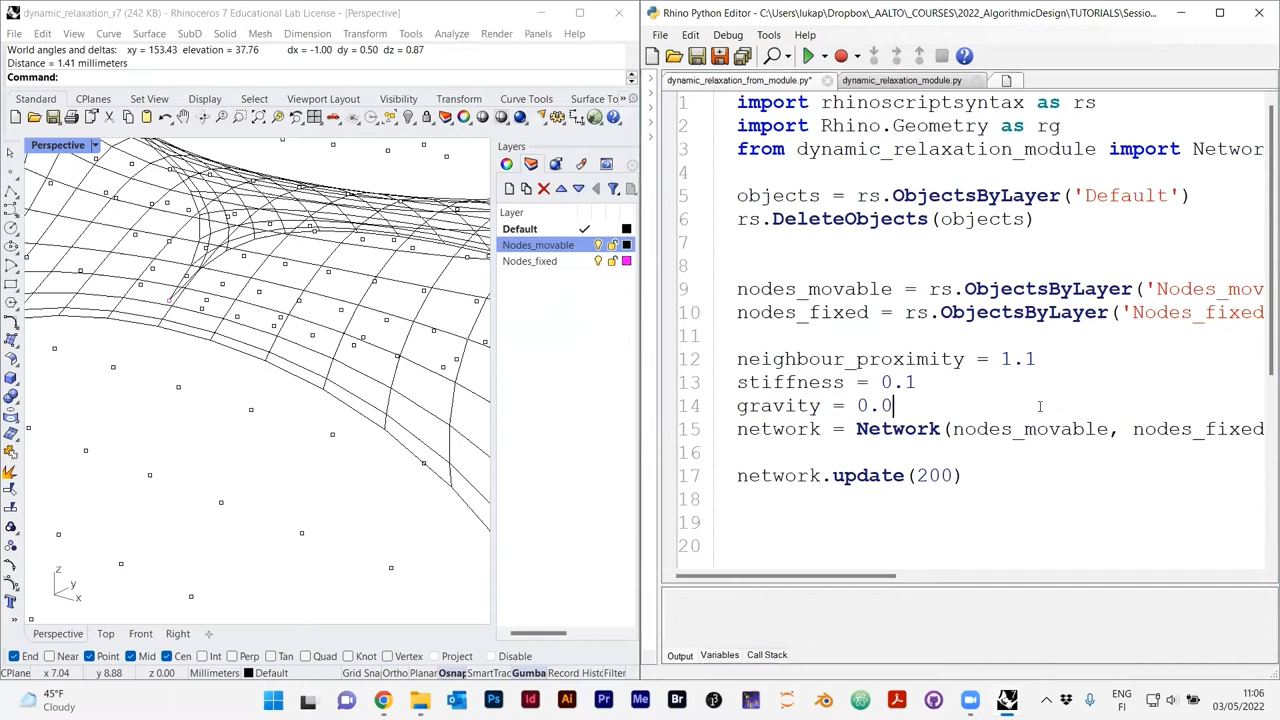 dynamic_relaxation_r7 (242 KB) - Rhinoceros 7 Educational Lab License - [Perspective]
File Edit View Curve Surface SubD Solid Mesh Dimension Transform Tools Analyze Render Panels Help
World angles and deltas: xy = 153.43 elevation = 37.76 dx = -1.00 dy = 0.50 dz = 0.87
Distance = 1.41 millimeters
Command:
Standard CPlanes Set View Display Select Viewport Layout Visibility Transform Curve Tools Surface To
Perspective
Layers
Layer
Default
Nodes_movable
Nodes_fixed
z
y
x
Perspective Top Front Right
End Near Point Mid Cen Int Perp Tan Quad Knot Vertex Project Disable
CPlane x 7.04 y 8.88 z 0.00 Millimeters Default Grid Snap Ortho Planar Osnap SmartTrac Gumba Record Histo Filter
Rhino Python Editor - C:\Users\lukap\Dropbox\_AALTO\_COURSES\2022_AlgorithmicDesign\TUTORIALS\Sessio...
File Edit Debug Tools Help
dynamic_relaxation_from_module.py* dynamic_relaxation_module.py
1 import rhinoscriptsyntax as rs
2 import Rhino.Geometry as rg
3 from dynamic_relaxation_module import Networ
4
5 objects = rs.ObjectsByLayer('Default')
6 rs.DeleteObjects(objects)
7
8
9 nodes_movable = rs.ObjectsByLayer('Nodes_mov
10 nodes_fixed = rs.ObjectsByLayer('Nodes_fixed
11
12 neighbour_proximity = 1.1
13 stiffness = 0.1
14 gravity = 0.0
15 network = Network(nodes_movable, nodes_fixed
16
17 network.update(200)
18
19
20
Output Variables Call Stack
45°F
Cloudy
ENG
FI
11:06
03/05/2022